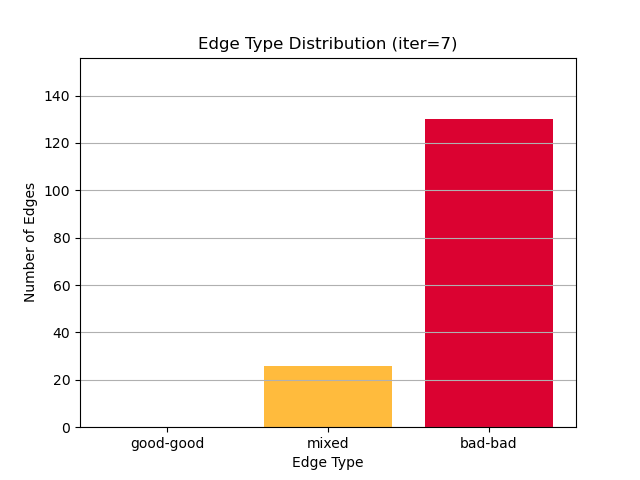 Edge Type Distribution (iter=7)
Number of Edges
140
120
100
80
60
40
20
0
good-good mixed bad-bad
Edge Type